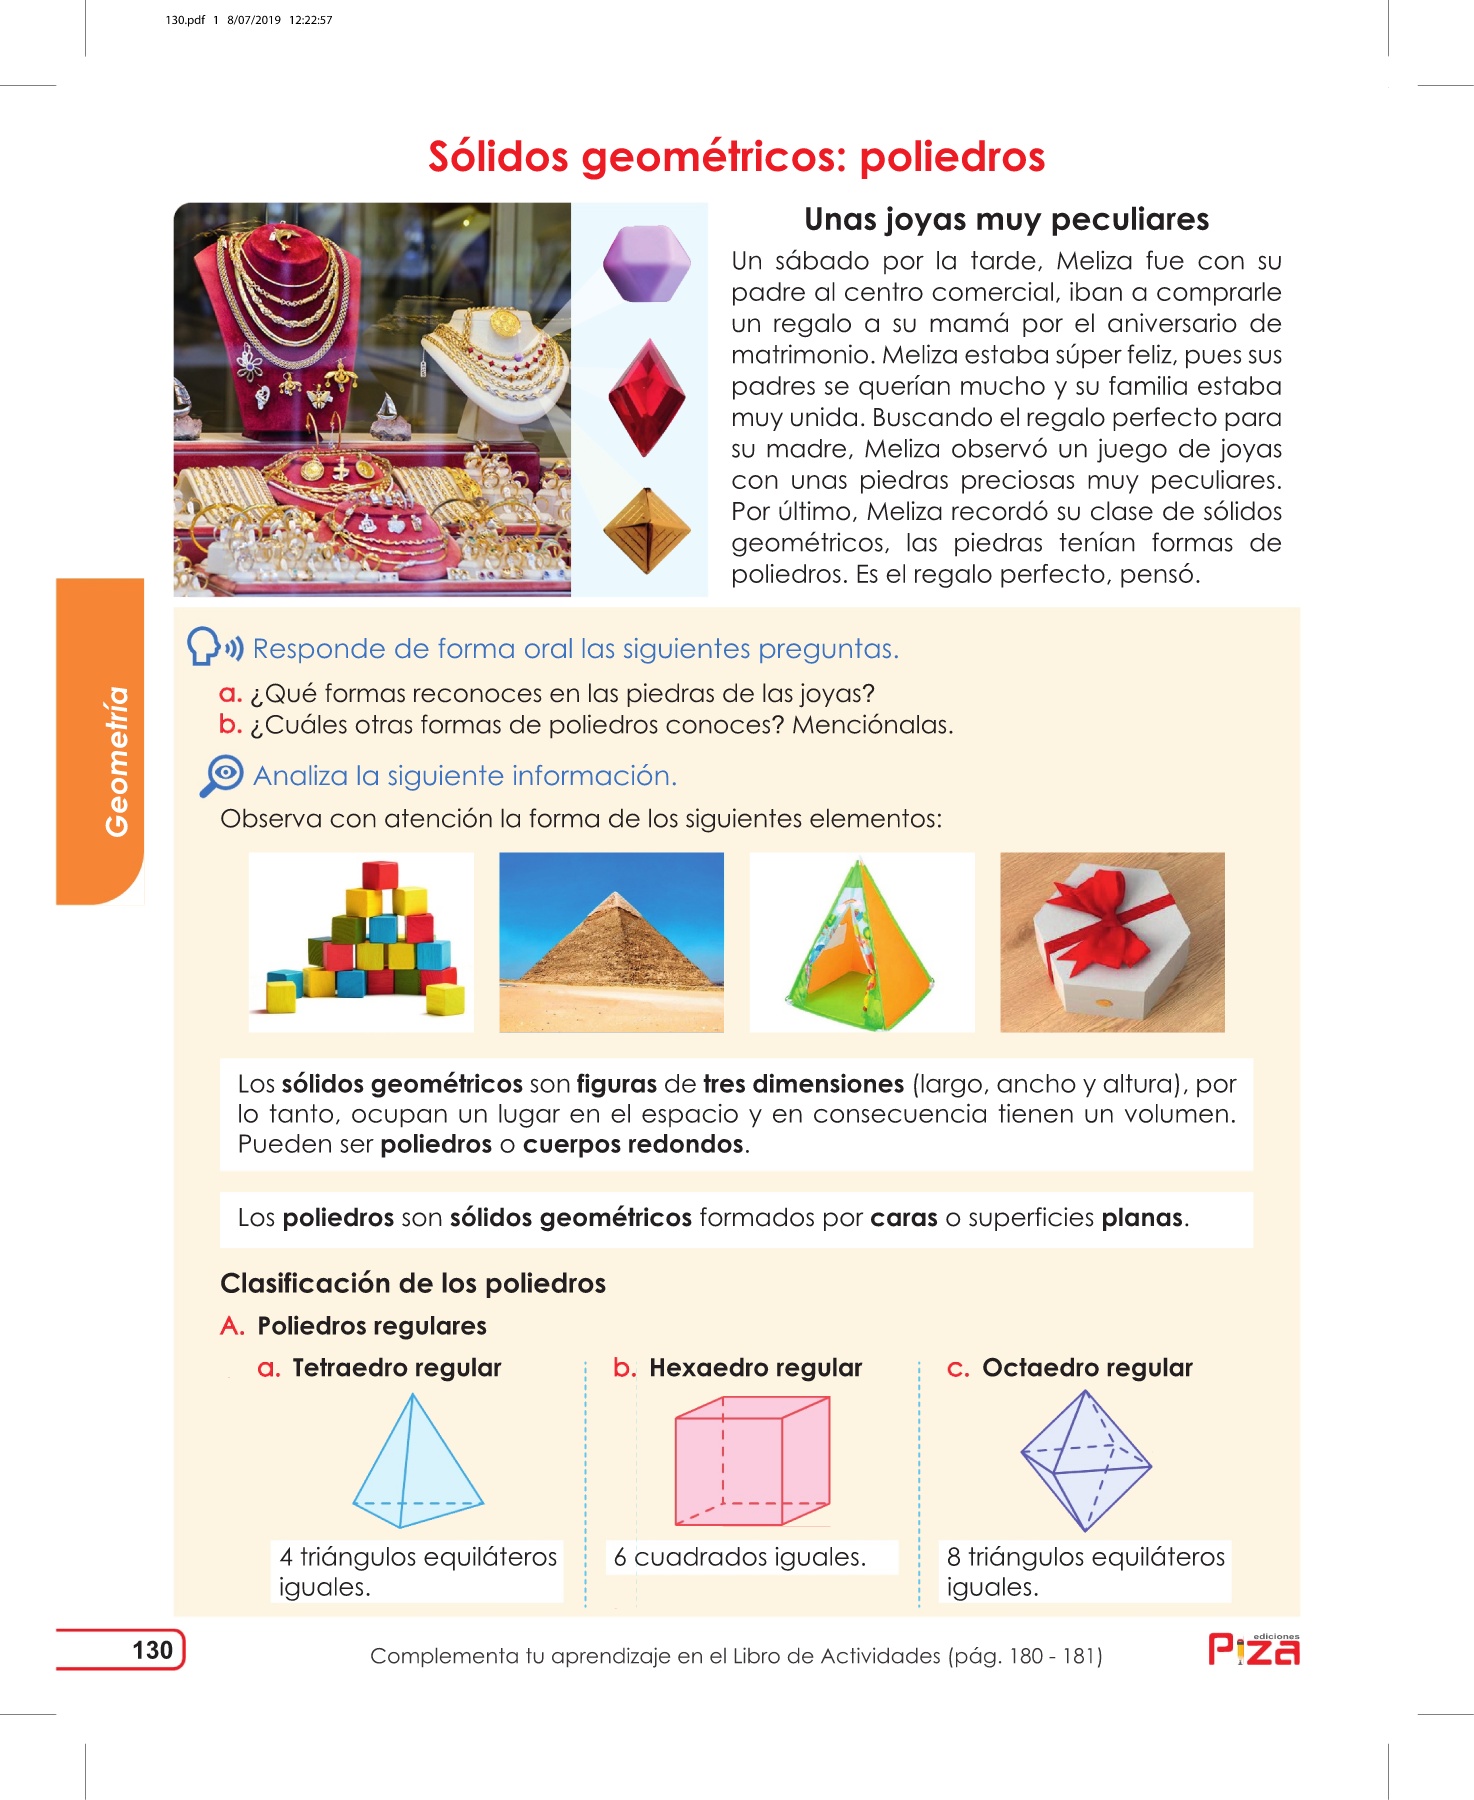 130.pdf 1 8/07/2019 12:22:57
Sólidos geométricos: poliedros
Unas joyas muy peculiares
Un sábado por la tarde, Meliza fue con su
padre al centro comercial, iban a comprarle
un regalo a su mamá por el aniversario de
matrimonio. Meliza estaba súper feliz, pues sus
padres se querían mucho y su familia estaba
muy unida. Buscando el regalo perfecto para
su madre, Meliza observó un juego de joyas
con unas piedras preciosas muy peculiares.
Por último, Meliza recordó su clase de sólidos
geométricos, las piedras tenían formas de
poliedros. Es el regalo perfecto, pensó.
Geometría
Responde de forma oral las siguientes preguntas.
a. ¿Qué formas reconoces en las piedras de las joyas?
b. ¿Cuáles otras formas de poliedros conoces? Menciónalas.
Analiza la siguiente información.
Observa con atención la forma de los siguientes elementos:
Los sólidos geométricos son figuras de tres dimensiones (largo, ancho y altura), por
lo tanto, ocupan un lugar en el espacio y en consecuencia tienen un volumen.
Pueden ser poliedros o cuerpos redondos.
Los poliedros son sólidos geométricos formados por caras o superficies planas.
Clasificación de los poliedros
A. Poliedros regulares
a. Tetraedro regular
4 triángulos equiláteros
iguales.
b. Hexaedro regular
6 cuadrados iguales.
c. Octaedro regular
8 triángulos equiláteros
iguales.
130
Complementa tu aprendizaje en el Libro de Actividades (pág. 180 - 181)
ediciones
Piza